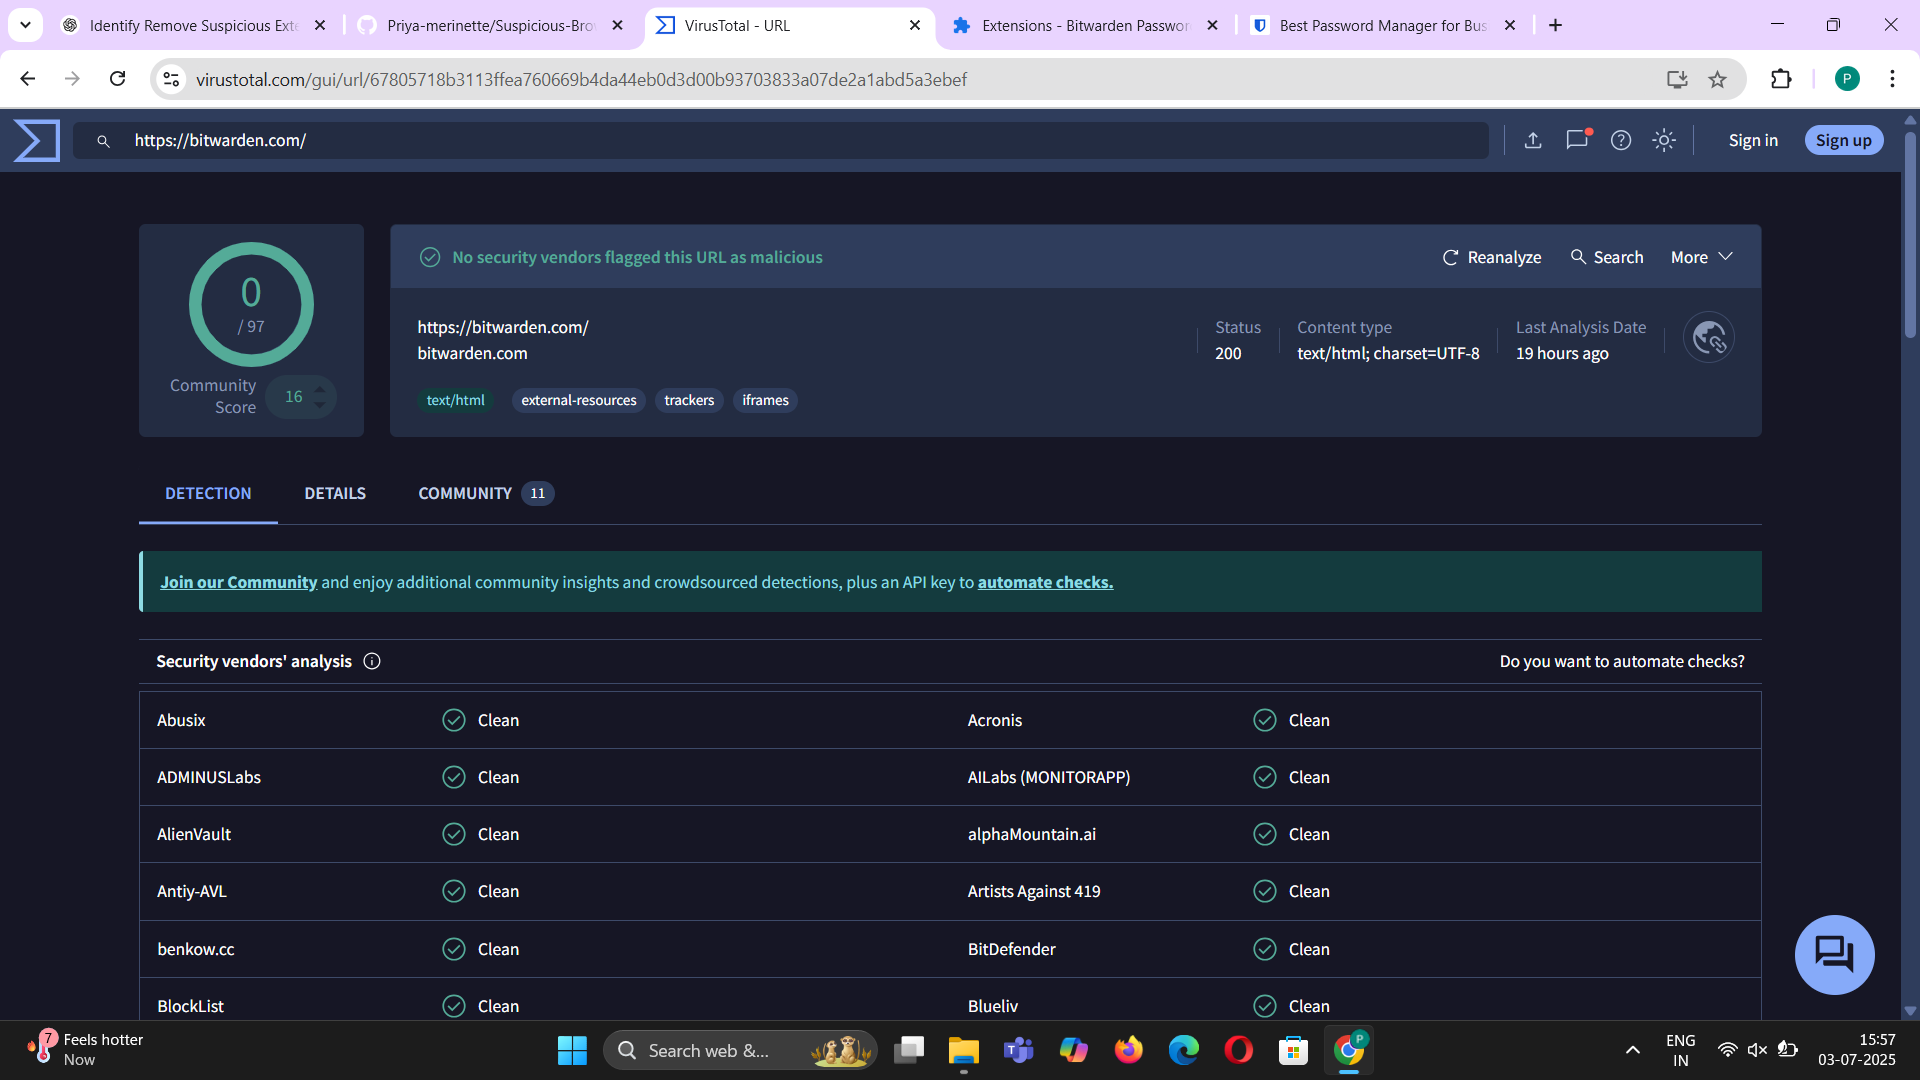 Identify Remove Suspicious Exte
Priya-merinette/Suspicious-Bro
VirusTotal - URL
Extensions - Bitwarden Passwor
Best Password Manager for Bus
virustotal.com/gui/url/67805718b3113ffea760669b4da44eb0d3d00b93703833a07de2a1abd5a3ebef
P
https://bitwarden.com/
Sign in
Sign up
0
/ 97
Community
Score
16
No security vendors flagged this URL as malicious
Reanalyze
Search
More
https://bitwarden.com/
bitwarden.com
Status
200
Content type
text/html; charset=UTF-8
Last Analysis Date
19 hours ago
text/html
external-resources
trackers
iframes
DETECTION
DETAILS
COMMUNITY 11
Join our Community and enjoy additional community insights and crowdsourced detections, plus an API key to automate checks.
Security vendors' analysis
Do you want to automate checks?
Abusix Clean Acronis Clean
ADMINUSLabs Clean AILabs (MONITORAPP) Clean
AlienVault Clean alphaMountain.ai Clean
Antiy-AVL Clean Artists Against 419 Clean
benkow.cc Clean BitDefender Clean
BlockList Clean Blueliv Clean
7
Feels hotter
Now
Search web &...
P
ENG
IN
15:57
03-07-2025